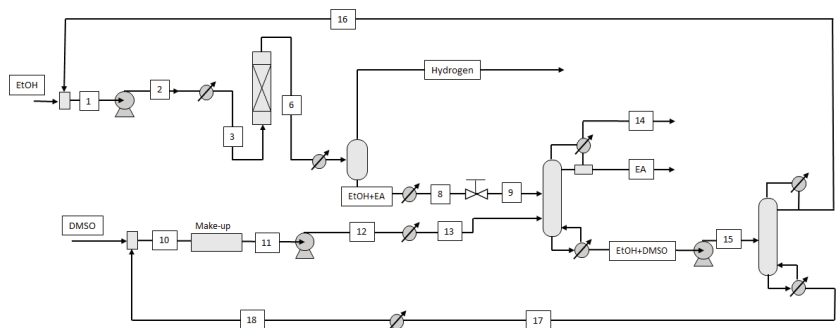 16
EtOH
1
2
3
6
Hydrogen
14
EA
EtOH+EA
8
9
DMSO
10
Make-up
11
12
13
EtOH+DMSO
15
18
17